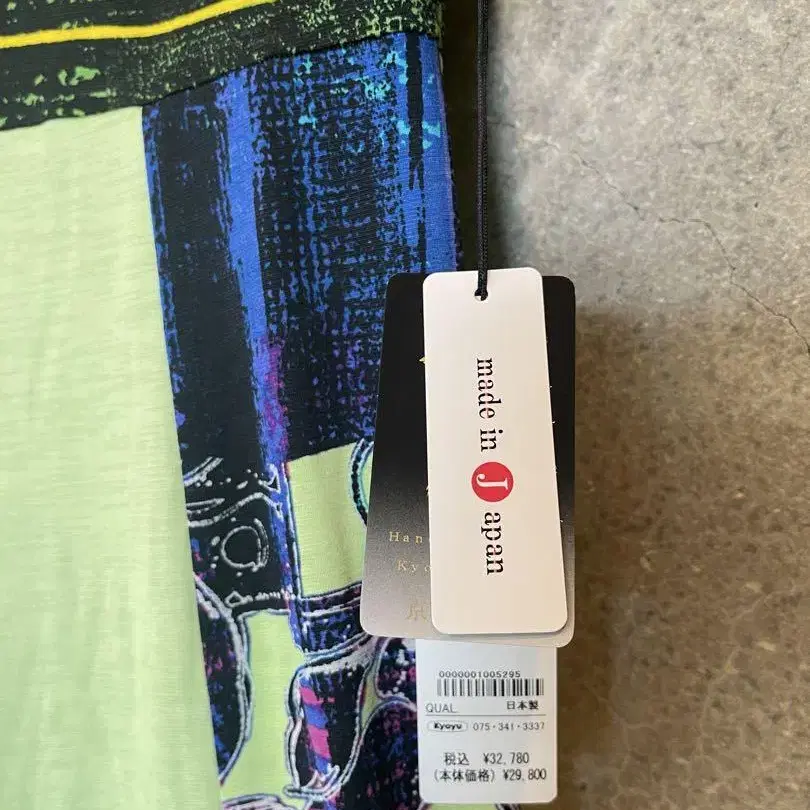 made in Japan
Han
Kyo
京
0000001005295
QUAL. 日本製
Kyoyu 075-341-3337
税込 ¥32,780
(本体価格) ¥29,800